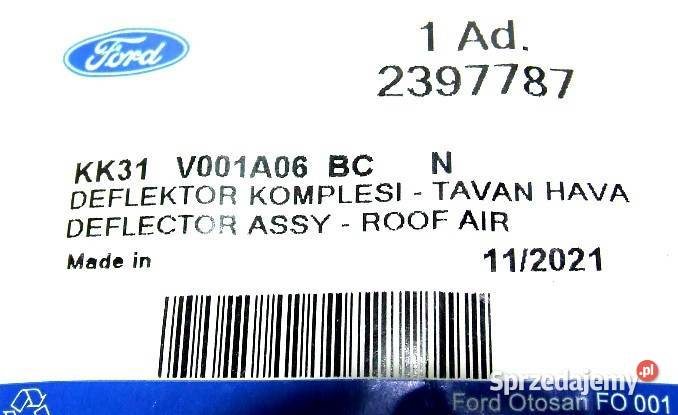 Ford
1 Ad.
2397787
KK31 V001A06 BC N
DEFLEKTOR KOMPLESI - TAVAN HAVA
DEFLECTOR ASSY - ROOF AIR
Made in 11/2021
Sprzedajemy.pl
Ford Otosan FO 001